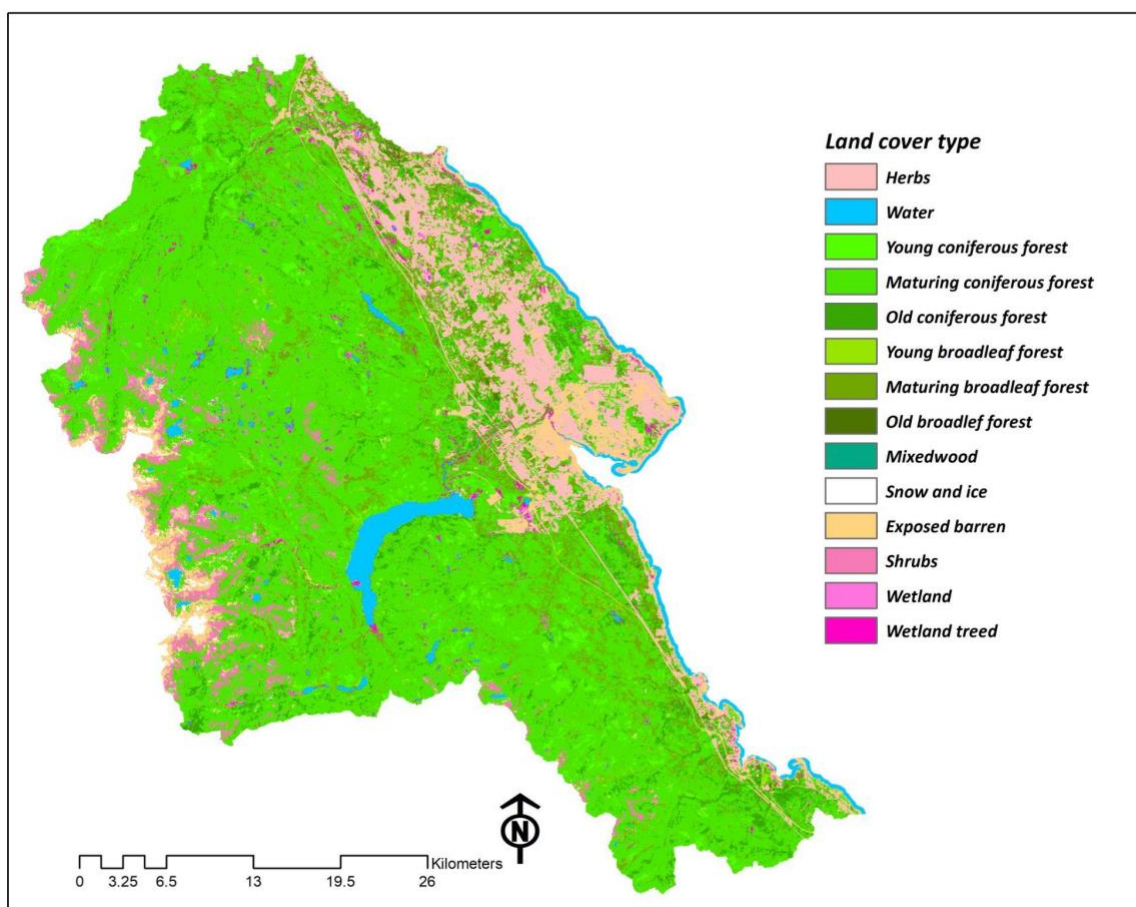 Land cover type
Herbs
Water
Young coniferous forest
Maturing coniferous forest
Old coniferous forest
Young broadleaf forest
Maturing broadleaf forest
Old broadlef forest
Mixedwood
Snow and ice
Exposed barren
Shrubs
Wetland
Wetland treed
N
Kilometers
0 3.25 6.5 13 19.5 26